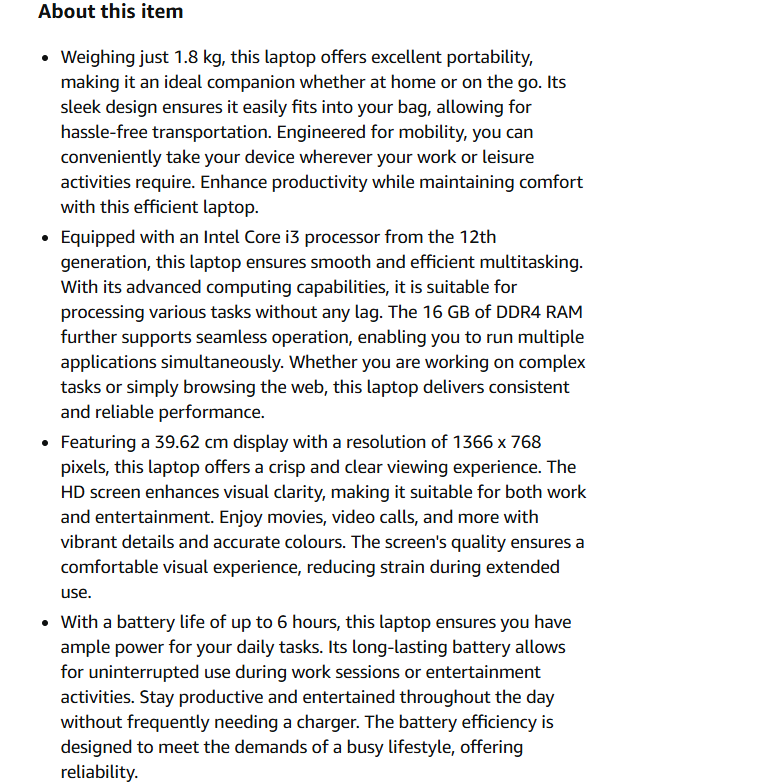 About this item
• Weighing just 1.8 kg, this laptop offers excellent portability,
making it an ideal companion whether at home or on the go. Its
sleek design ensures it easily fits into your bag, allowing for
hassle-free transportation. Engineered for mobility, you can
conveniently take your device wherever your work or leisure
activities require. Enhance productivity while maintaining comfort
with this efficient laptop.
• Equipped with an Intel Core i3 processor from the 12th
generation, this laptop ensures smooth and efficient multitasking.
With its advanced computing capabilities, it is suitable for
processing various tasks without any lag. The 16 GB of DDR4 RAM
further supports seamless operation, enabling you to run multiple
applications simultaneously. Whether you are working on complex
tasks or simply browsing the web, this laptop delivers consistent
and reliable performance.
• Featuring a 39.62 cm display with a resolution of 1366 x 768
pixels, this laptop offers a crisp and clear viewing experience. The
HD screen enhances visual clarity, making it suitable for both work
and entertainment. Enjoy movies, video calls, and more with
vibrant details and accurate colours. The screen's quality ensures a
comfortable visual experience, reducing strain during extended
use.
• With a battery life of up to 6 hours, this laptop ensures you have
ample power for your daily tasks. Its long-lasting battery allows
for uninterrupted use during work sessions or entertainment
activities. Stay productive and entertained throughout the day
without frequently needing a charger. The battery efficiency is
designed to meet the demands of a busy lifestyle, offering
reliability.